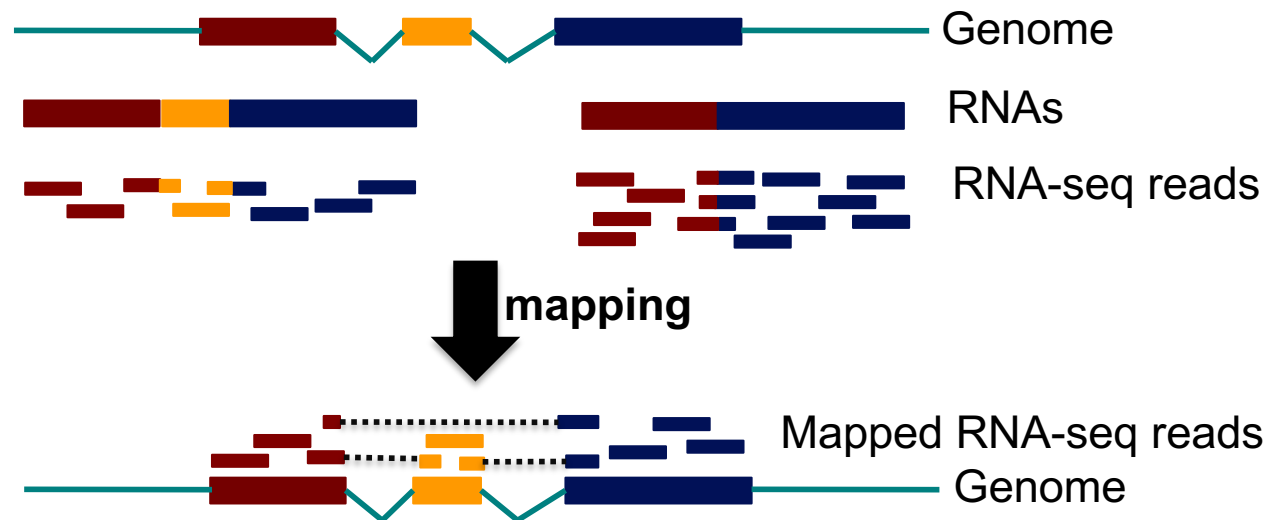 Genome
RNAs
RNA-seq reads
mapping
Mapped RNA-seq reads
Genome